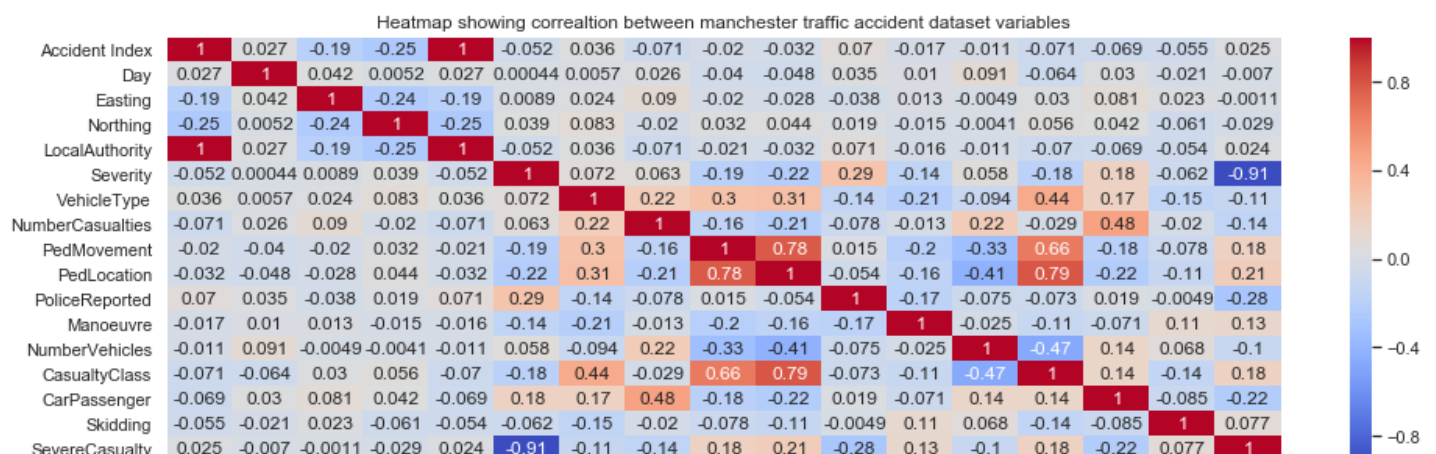 Heatmap showing correaltion between manchester traffic accident dataset variables
Accident Index 1 0.027 -0.19 -0.25 1 -0.052 0.036 -0.071 -0.02 -0.032 0.07 -0.017 -0.011 -0.071 -0.069 -0.055 0.025
Day 0.027 1 0.042 0.0052 0.027 0.00044 0.0057 0.026 -0.04 -0.048 0.035 0.01 0.091 -0.064 0.03 -0.021 -0.007
0.8
Easting -0.19 0.042 1 -0.24 -0.19 0.0089 0.024 0.09 -0.02 -0.028 -0.038 0.013 -0.0049 0.03 0.081 0.023 -0.0011
Northing -0.25 0.0052 -0.24 1 -0.25 0.039 0.083 -0.02 0.032 0.044 0.019 -0.015 -0.0041 0.056 0.042 -0.061 -0.029
LocalAuthority 1 0.027 -0.19 -0.25 1 -0.052 0.036 -0.071 -0.021 -0.032 0.071 -0.016 -0.011 -0.07 -0.069 -0.054 0.024
Severity -0.052 0.00044 0.0089 0.039 -0.052 1 0.072 0.063 -0.19 -0.22 0.29 -0.14 0.058 -0.18 0.18 -0.062 -0.91
0.4
VehicleType 0.036 0.0057 0.024 0.083 0.036 0.072 1 0.22 0.3 0.31 -0.14 -0.21 -0.094 0.44 0.17 -0.15 -0.11
NumberCasualties -0.071 0.026 0.09 -0.02 -0.071 0.063 0.22 1 -0.16 -0.21 -0.078 -0.013 0.22 -0.029 0.48 -0.02 -0.14
PedMovement -0.02 -0.04 -0.02 0.032 -0.021 -0.19 0.3 -0.16 1 0.78 0.015 -0.2 -0.33 0.66 -0.18 -0.078 0.18
0.0
PedLocation -0.032 -0.048 -0.028 0.044 -0.032 -0.22 0.31 -0.21 0.78 1 -0.054 -0.16 -0.41 0.79 -0.22 -0.11 0.21
PoliceReported 0.07 0.035 -0.038 0.019 0.071 0.29 -0.14 -0.078 0.015 -0.054 1 -0.17 -0.075 -0.073 0.019 -0.0049 -0.28
Manoeuvre -0.017 0.01 0.013 -0.015 -0.016 -0.14 -0.21 -0.013 -0.2 -0.16 -0.17 1 -0.025 -0.11 -0.071 0.11 0.13
NumberVehicles -0.011 0.091 -0.0049 -0.0041 -0.011 0.058 -0.094 0.22 -0.33 -0.41 -0.075 -0.025 1 -0.47 0.14 0.068 -0.1
-0.4
CasualtyClass -0.071 -0.064 0.03 0.056 -0.07 -0.18 0.44 -0.029 0.66 0.79 -0.073 -0.11 -0.47 1 0.14 -0.14 0.18
CarPassenger -0.069 0.03 0.081 0.042 -0.069 0.18 0.17 0.48 -0.18 -0.22 0.019 -0.071 0.14 0.14 1 -0.085 -0.22
Skidding -0.055 -0.021 0.023 -0.061 -0.054 -0.062 -0.15 -0.02 -0.078 -0.11 -0.0049 0.11 0.068 -0.14 -0.085 1 0.077
-0.8
SevereCasualty 0.025 -0.007 -0.0011 -0.029 0.024 -0.91 -0.11 -0.14 0.18 0.21 -0.28 0.13 -0.1 0.18 -0.22 0.077 1